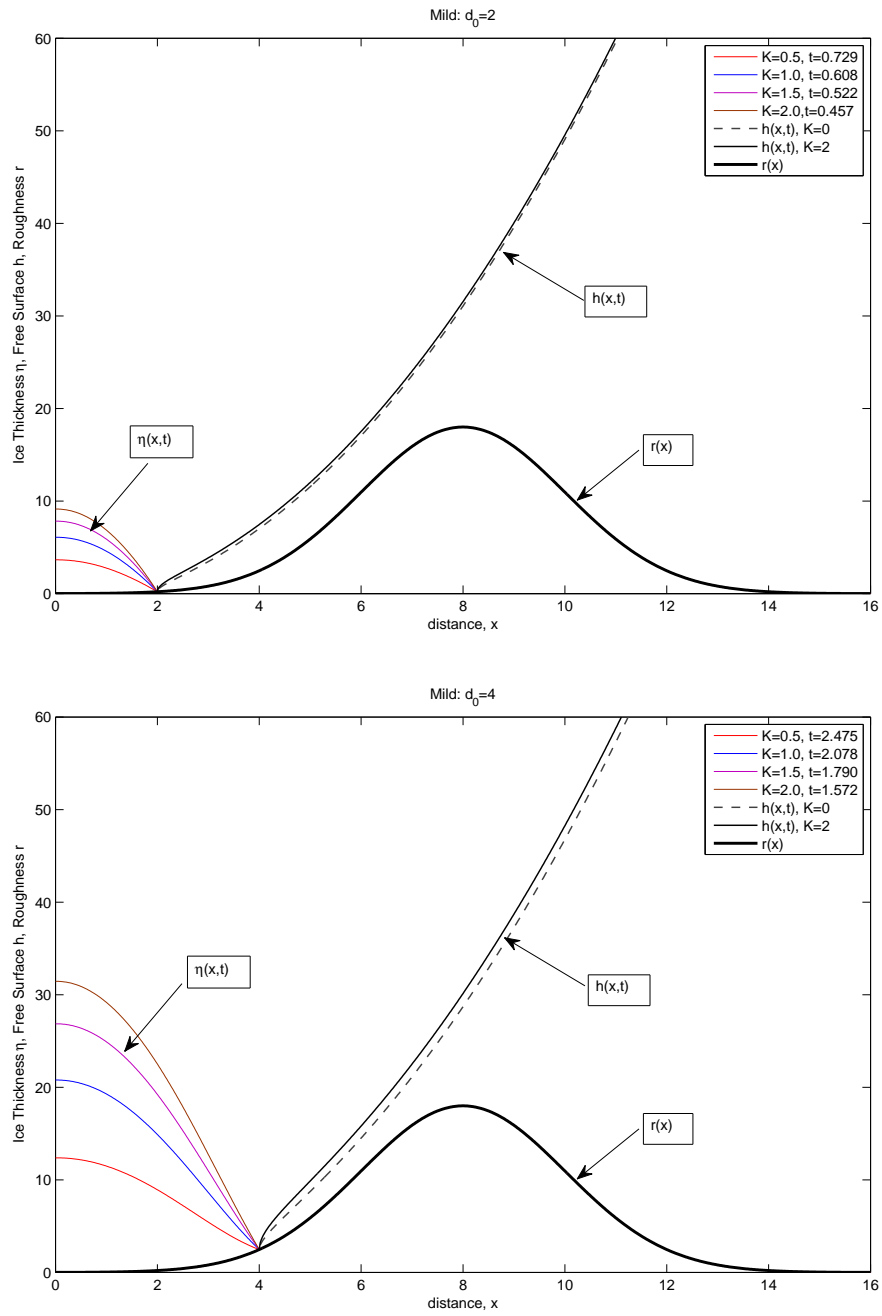 Mild: d0=2
60
50
40
30
20
10
0
Ice Thickness η, Free Surface h, Roughness r
K=0.5, t=0.729
K=1.0, t=0.608
K=1.5, t=0.522
K=2.0,t=0.457
h(x,t), K=0
h(x,t), K=2
r(x)
h(x,t)
η(x,t)
r(x)
0 2 4 6 8 10 12 14 16
distance, x
Mild: d0=4
60
50
40
30
20
10
0
Ice Thickness η, Free Surface h, Roughness r
K=0.5, t=2.475
K=1.0, t=2.078
K=1.5, t=1.790
K=2.0, t=1.572
h(x,t), K=0
h(x,t), K=2
r(x)
η(x,t)
h(x,t)
r(x)
0 2 4 6 8 10 12 14 16
distance, x